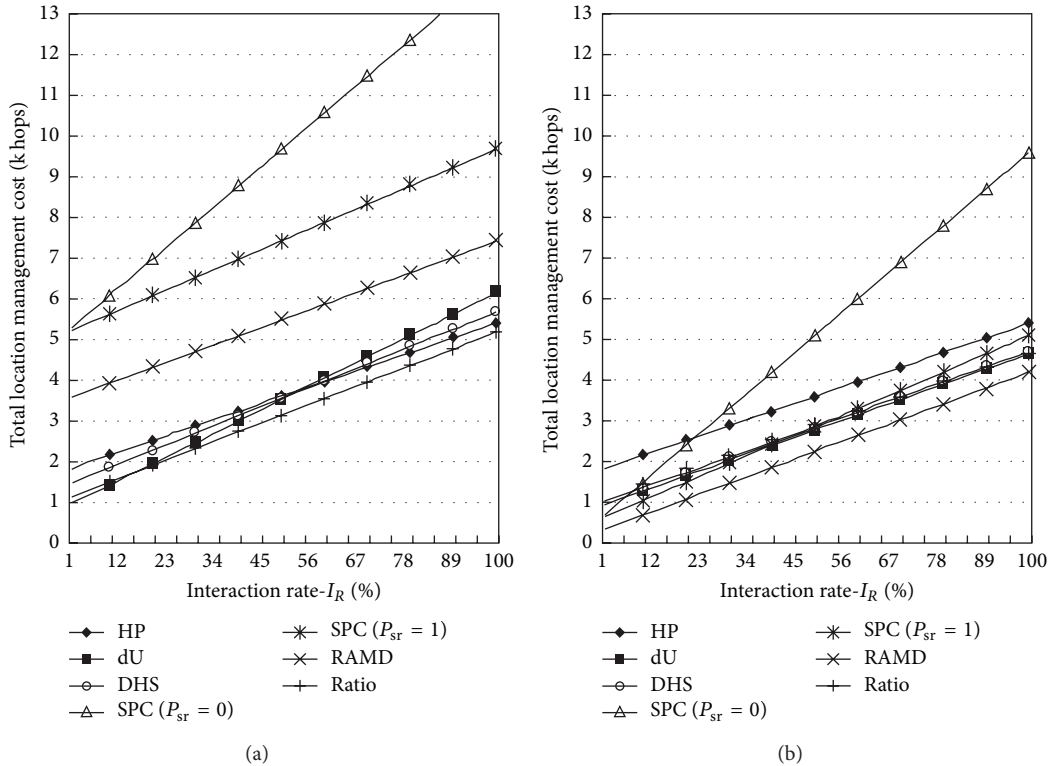 Total location management cost (k hops)
13
12
11
10
9
8
7
6
5
4
3
2
1
0
1 12 23 34 45 56 67 78 89 100
Interaction rate-I_R (%)
HP
dU
DHS
SPC (P_sr = 0)
SPC (P_sr = 1)
RAMD
Ratio
(a)
Total location management cost (k hops)
13
12
11
10
9
8
7
6
5
4
3
2
1
0
1 12 23 34 45 56 67 78 89 100
Interaction rate-I_R (%)
HP
dU
DHS
SPC (P_sr = 0)
SPC (P_sr = 1)
RAMD
Ratio
(b)